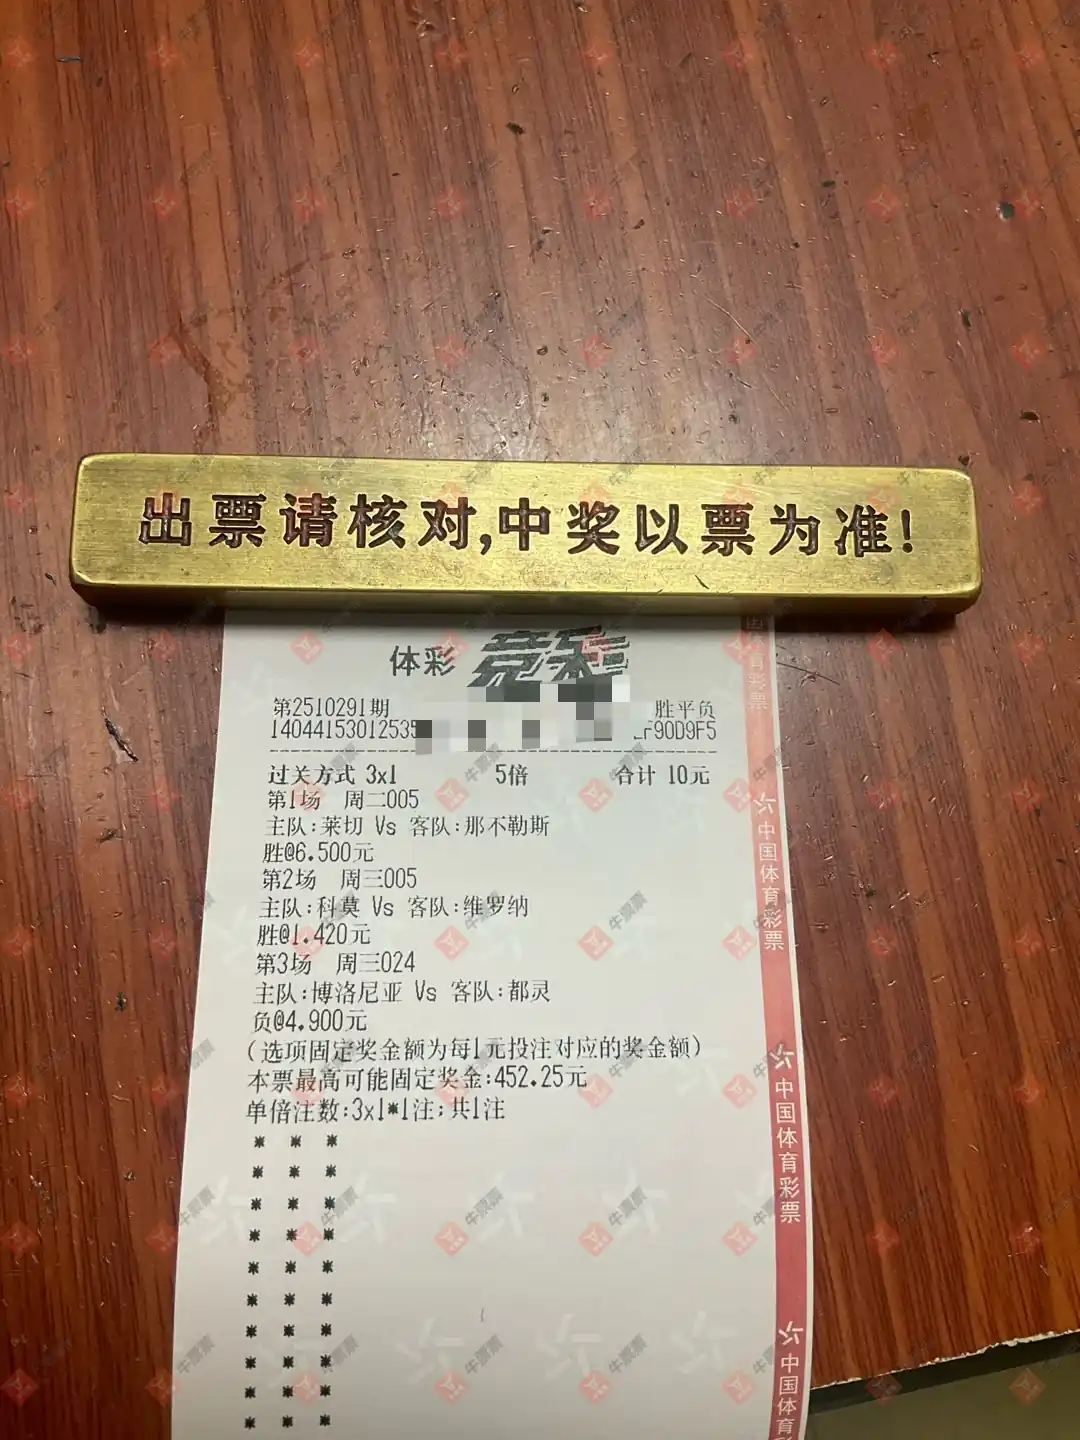 出票请核对,中奖以票为准!
体彩 竞彩
第2510291期 胜平负
14044153012535 F90D9F5
过关方式 3x1 5倍 合计 10元
第1场 周二005
主队:莱切 Vs 客队:那不勒斯
胜@6.500元
第2场 周三005
主队:科莫 Vs 客队:维罗纳
胜@1.420元
第3场 周三024
主队:博洛尼亚 Vs 客队:都灵
负@4.900元
(选项固定奖金额为每1元投注对应的奖金额)
本票最高可能固定奖金:452.25元
单倍注数:3x1*1注;共1注
中国体育彩票
中国体育彩票
中国体育
牛票票